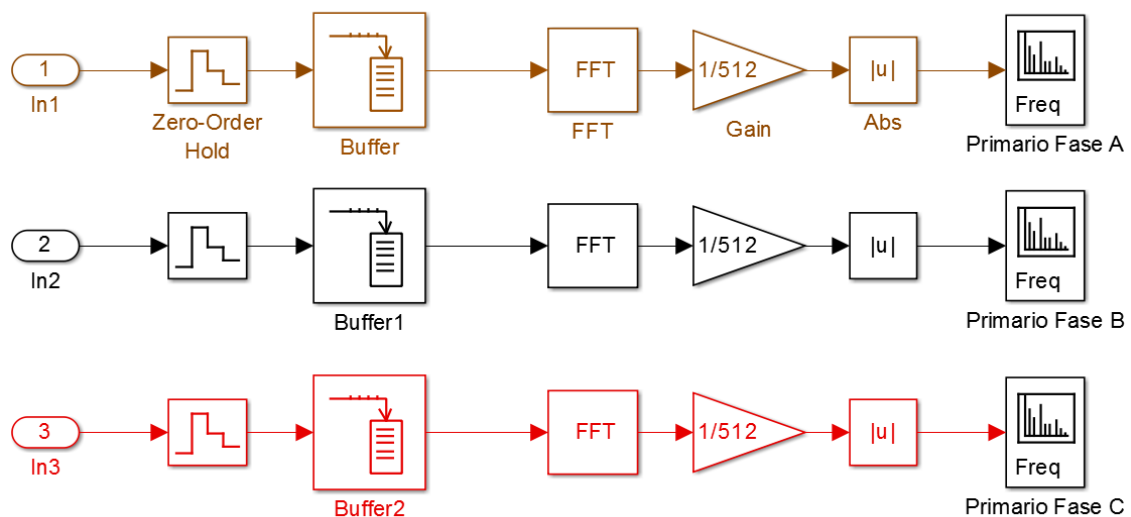 1
FFT
1/512
|u|
Freq
In1
Zero-Order
Hold
Buffer
FFT
Gain
Abs
Primario Fase A
2
FFT
1/512
|u|
Freq
In2
Buffer1
Primario Fase B
3
FFT
1/512
|u|
Freq
In3
Buffer2
Primario Fase C